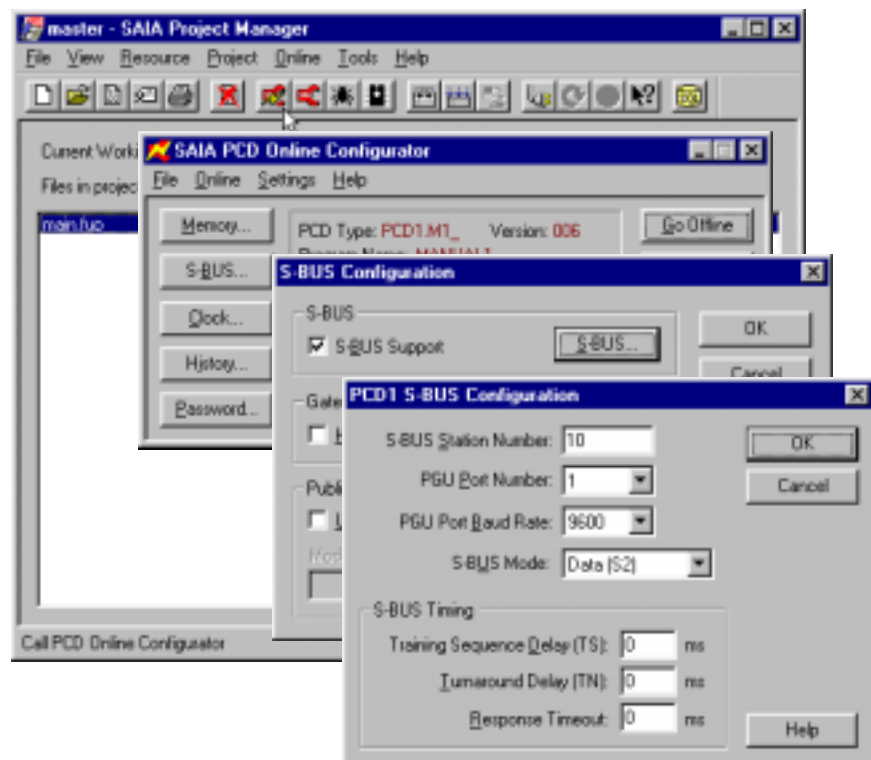 master - SAIA Project Manager
File View Resource Project Online Tools Help
Current Worki
Files in projec
main.fup
Call PCD Online Configurator
SAIA PCD Online Configurator
File Online Settings Help
Memory...
S-BUS...
Clock...
History...
Password...
PCD Type: PCD1.M1_ Version: 006
Program Name: MANUAL1
Go Offline
S-BUS Configuration
S-BUS
S-BUS Support
S-BUS...
OK
Cancel
Gate
Publi
PCD1 S-BUS Configuration
S-BUS Station Number: 10
PGU Port Number: 1
PGU Port Baud Rate: 9600
S-BUS Mode: Data (S2)
OK
Cancel
S-BUS Timing
Training Sequence Delay (TS): 0 ms
Turnaround Delay (TN): 0 ms
Response Timeout: 0 ms
Help